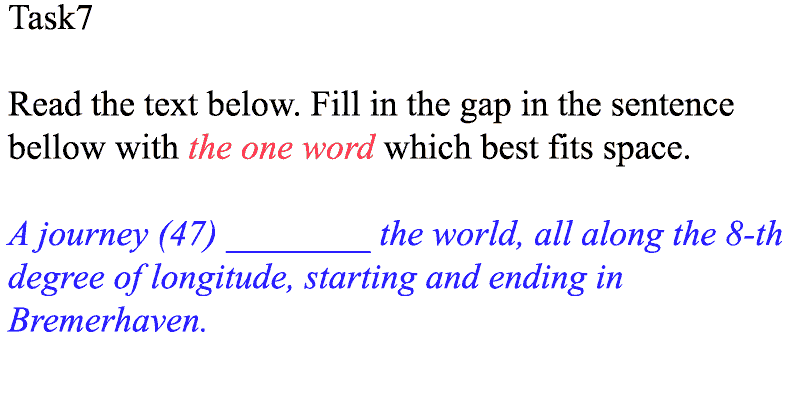 Task7
Read the text below. Fill in the gap in the sentence
bellow with the one word which best fits space.
A journey (47) ________ the world, all along the 8-th
degree of longitude, starting and ending in
Bremerhaven.